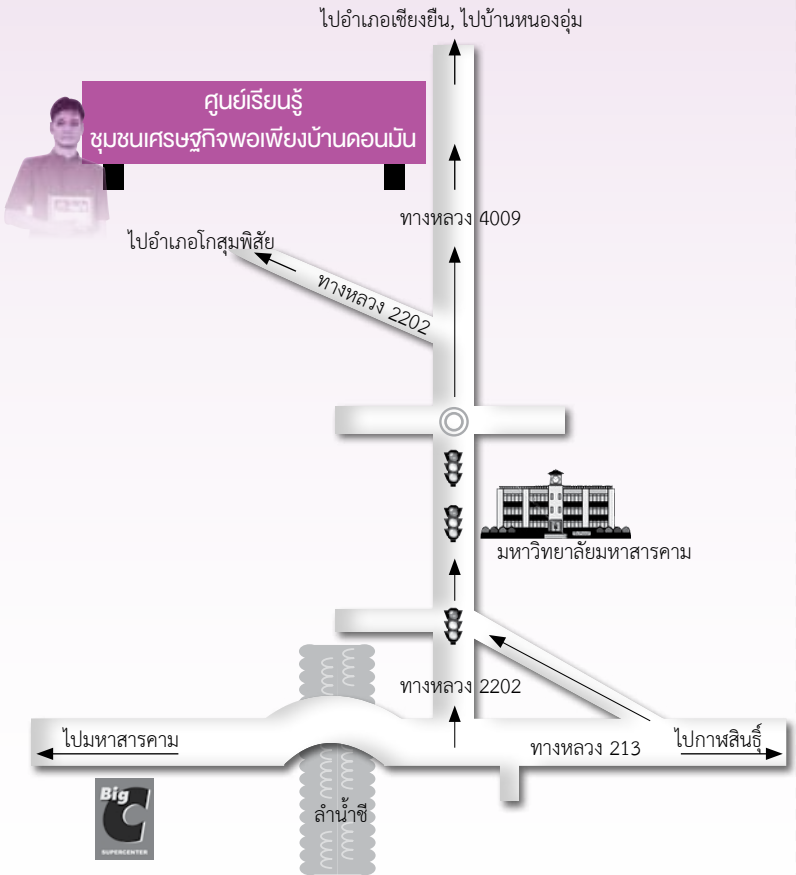 ไปอำเภอเชียงยืน, ไปบ้านหนองอุ่ม
ศูนย์เรียนรู้
ชุมชนเศรษฐกิจพอเพียงบ้านดอนมัน
ทางหลวง 4009
ไปอำเภอโกสุมพิสัย
ทางหลวง 2202
มหาวิทยาลัยมหาสารคาม
ทางหลวง 2202
ไปมหาสารคาม
ทางหลวง 213
ไปกาฬสินธุ์
Big
C
SUPERCENTER
ลำน้ำชี